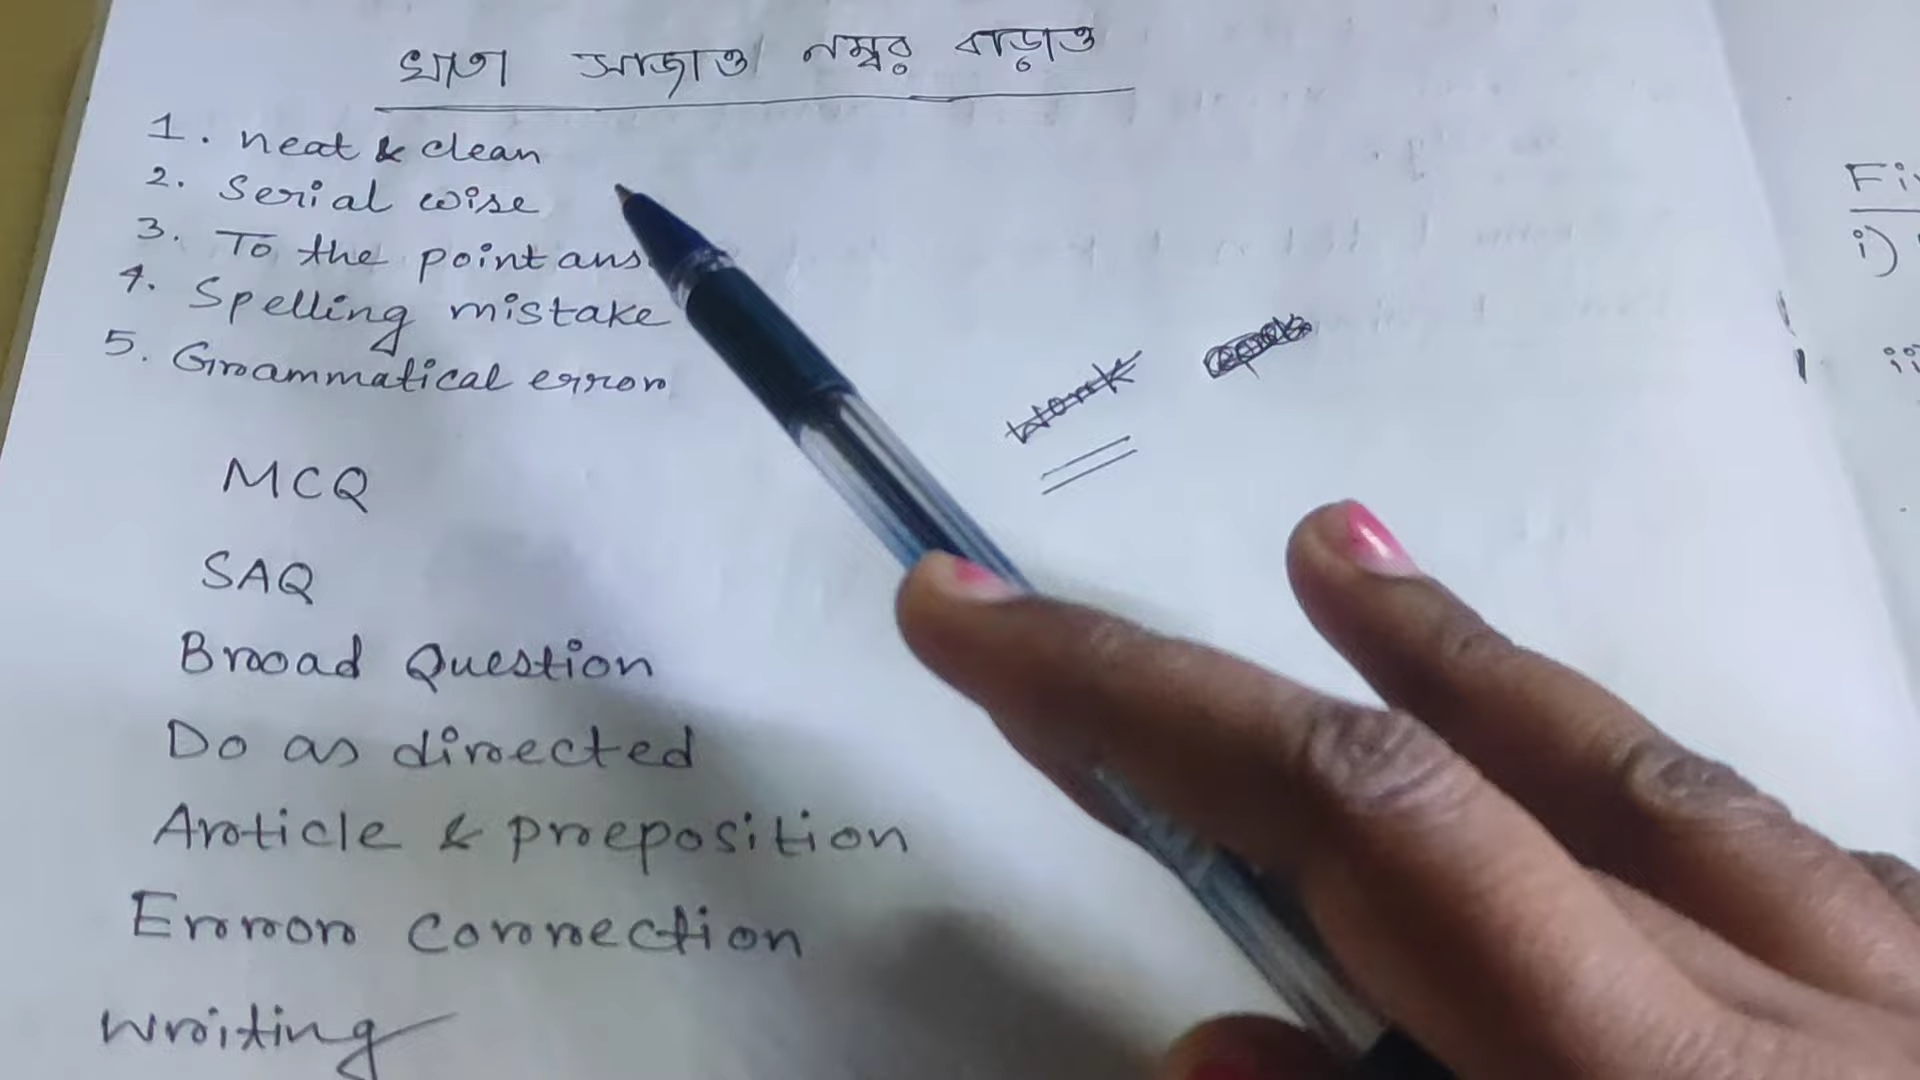 খাতা সাজাও নম্বর বাড়াও
1. neat & clean
2. Serial wise
3. To the point ans.
4. Spelling mistake
5. Grammatical error
work
MCQ
SAQ
Broad Question
Do as directed
Article & preposition
Error correction
Writing
i)